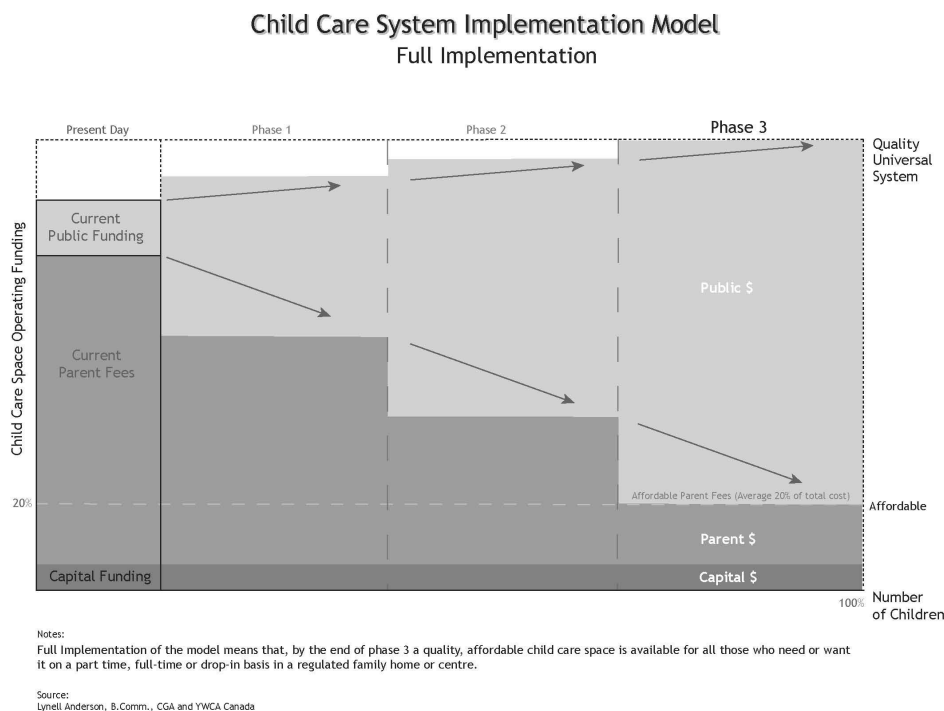 Child Care System Implementation Model
Full Implementation
Present Day
Phase 1
Phase 2
Phase 3
Quality
Universal
System
Current
Public Funding
Child Care Space Operating Funding
Public $
Current
Parent Fees
20%
Affordable Parent Fees (Average 20% of total cost)
Affordable
Parent $
Capital Funding
Capital $
100%
Number
of Children
Notes:
Full Implementation of the model means that, by the end of phase 3 a quality, affordable child care space is available for all those who need or want
it on a part time, full-time or drop-in basis in a regulated family home or centre.
Source:
Lynell Anderson, B.Comm., CGA and YWCA Canada